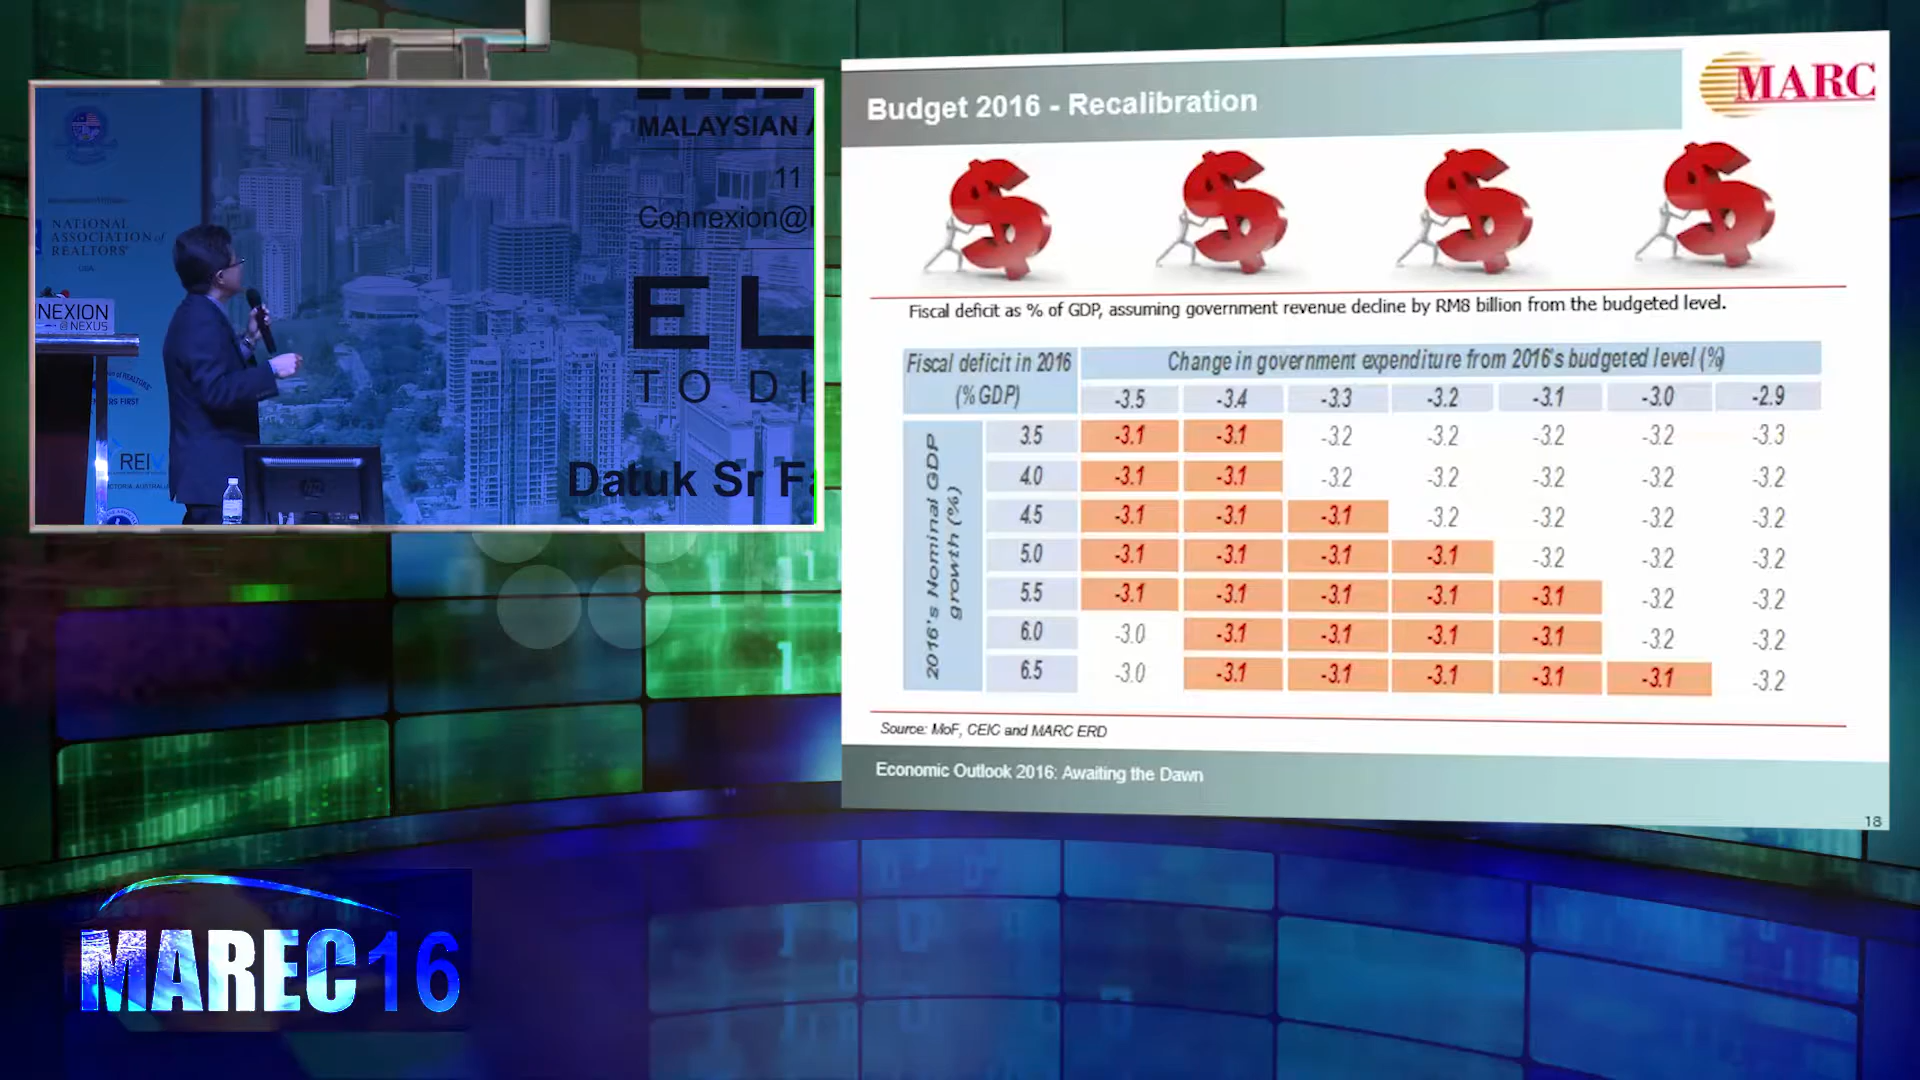 NATIONAL
ASSOCIATION of
REALTORS
USA
NEXION
@NEXUS
RS FIRST
REIV
MALAYSIAN
11
Connexion@
EL
TO DI
Datuk Sr F
hp
Budget 2016 - Recalibration
MARC
Fiscal deficit as % of GDP, assuming government revenue decline by RM8 billion from the budgeted level.
Fiscal deficit in 2016 (% GDP)
Change in government expenditure from 2016's budgeted level (%)
-3.5 -3.4 -3.3 -3.2 -3.1 -3.0 -2.9
2016's Nominal GDP growth (%)
3.5 -3.1 -3.1 -3.2 -3.2 -3.2 -3.2 -3.3
4.0 -3.1 -3.1 -3.2 -3.2 -3.2 -3.2 -3.2
4.5 -3.1 -3.1 -3.1 -3.2 -3.2 -3.2 -3.2
5.0 -3.1 -3.1 -3.1 -3.1 -3.2 -3.2 -3.2
5.5 -3.1 -3.1 -3.1 -3.1 -3.1 -3.2 -3.2
6.0 -3.0 -3.1 -3.1 -3.1 -3.1 -3.2 -3.2
6.5 -3.0 -3.1 -3.1 -3.1 -3.1 -3.1 -3.2
Source: MoF, CEIC and MARC ERD
Economic Outlook 2016: Awaiting the Dawn
18
MAREC16